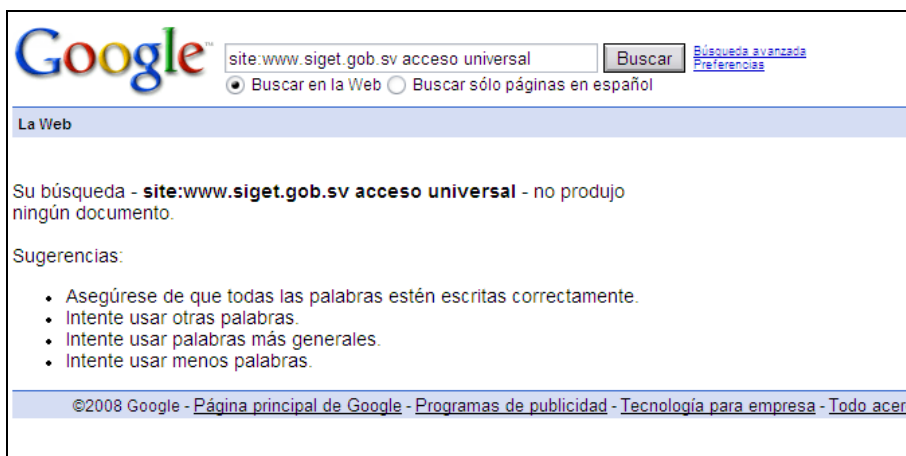 Google™
site:www.siget.gob.sv acceso universal Buscar Búsqueda avanzada
Preferencias
Buscar en la Web Buscar sólo páginas en español
La Web
Su búsqueda - site:www.siget.gob.sv acceso universal - no produjo
ningún documento.
Sugerencias:
• Asegúrese de que todas las palabras estén escritas correctamente.
• Intente usar otras palabras.
• Intente usar palabras más generales.
• Intente usar menos palabras.
©2008 Google - Página principal de Google - Programas de publicidad - Tecnología para empresa - Todo acer